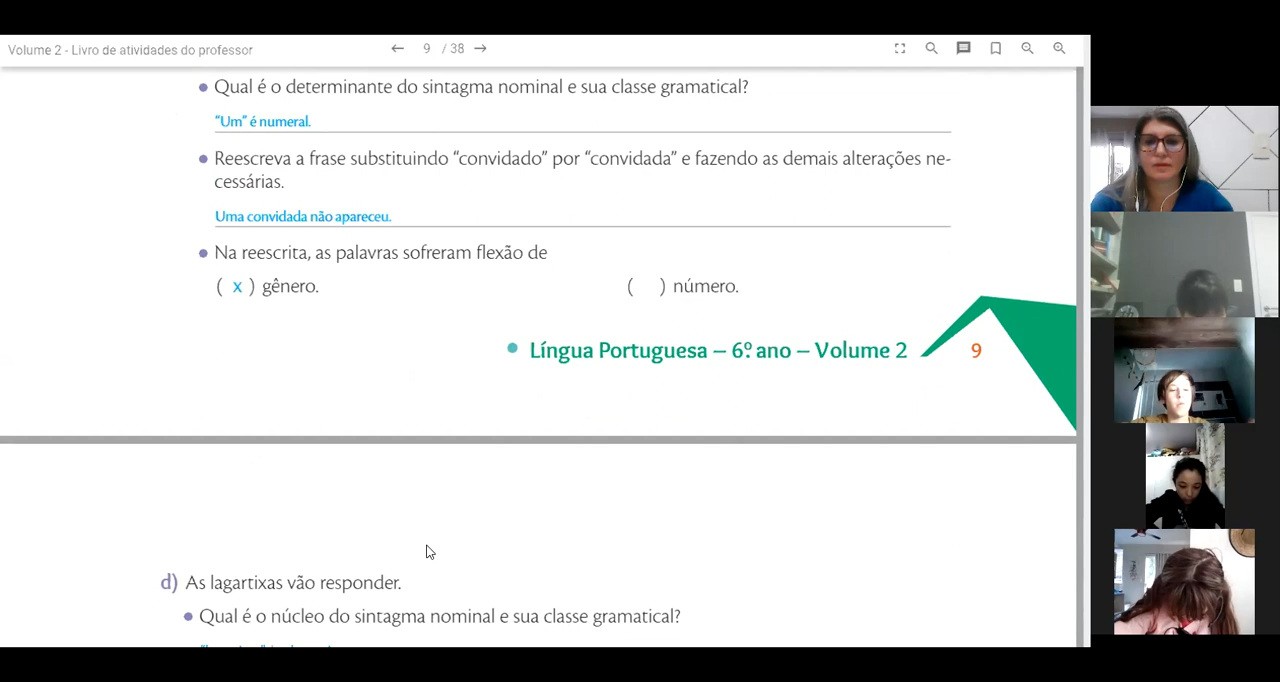 Volume 2 - Livro de atividades do professor
9 / 38
Qual é o determinante do sintagma nominal e sua classe gramatical?
"Um" é numeral.
Reescreva a frase substituindo "convidado" por "convidada" e fazendo as demais alterações ne-
cessárias.
Uma convidada não apareceu.
Na reescrita, as palavras sofreram flexão de
( x ) gênero. ( ) número.
Língua Portuguesa – 6º. ano – Volume 2 9
d) As lagartixas vão responder.
Qual é o núcleo do sintagma nominal e sua classe gramatical?